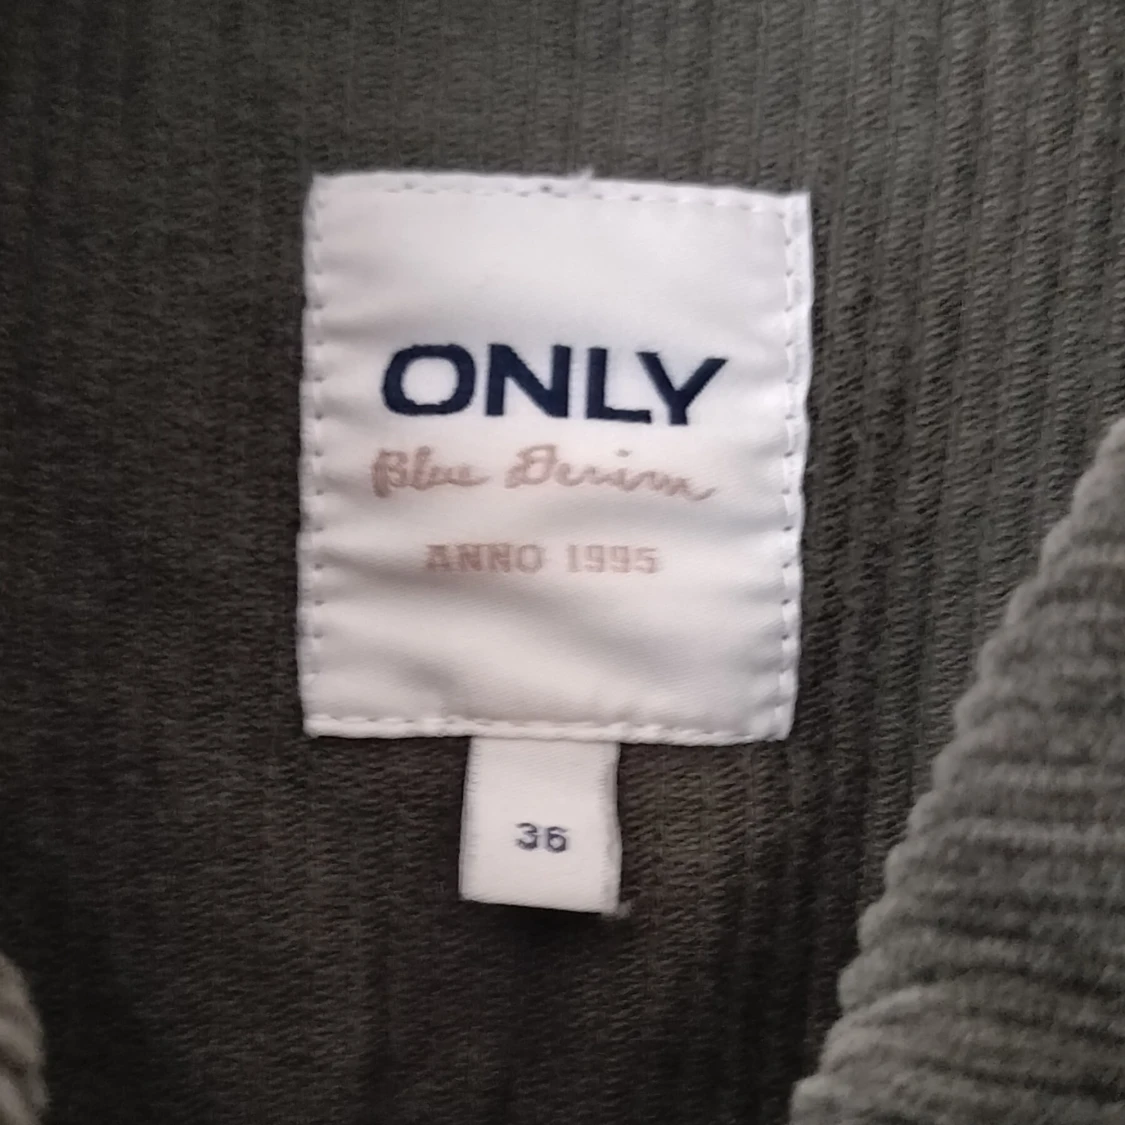 ONLY
Blue Denim
ANNO 1995
36